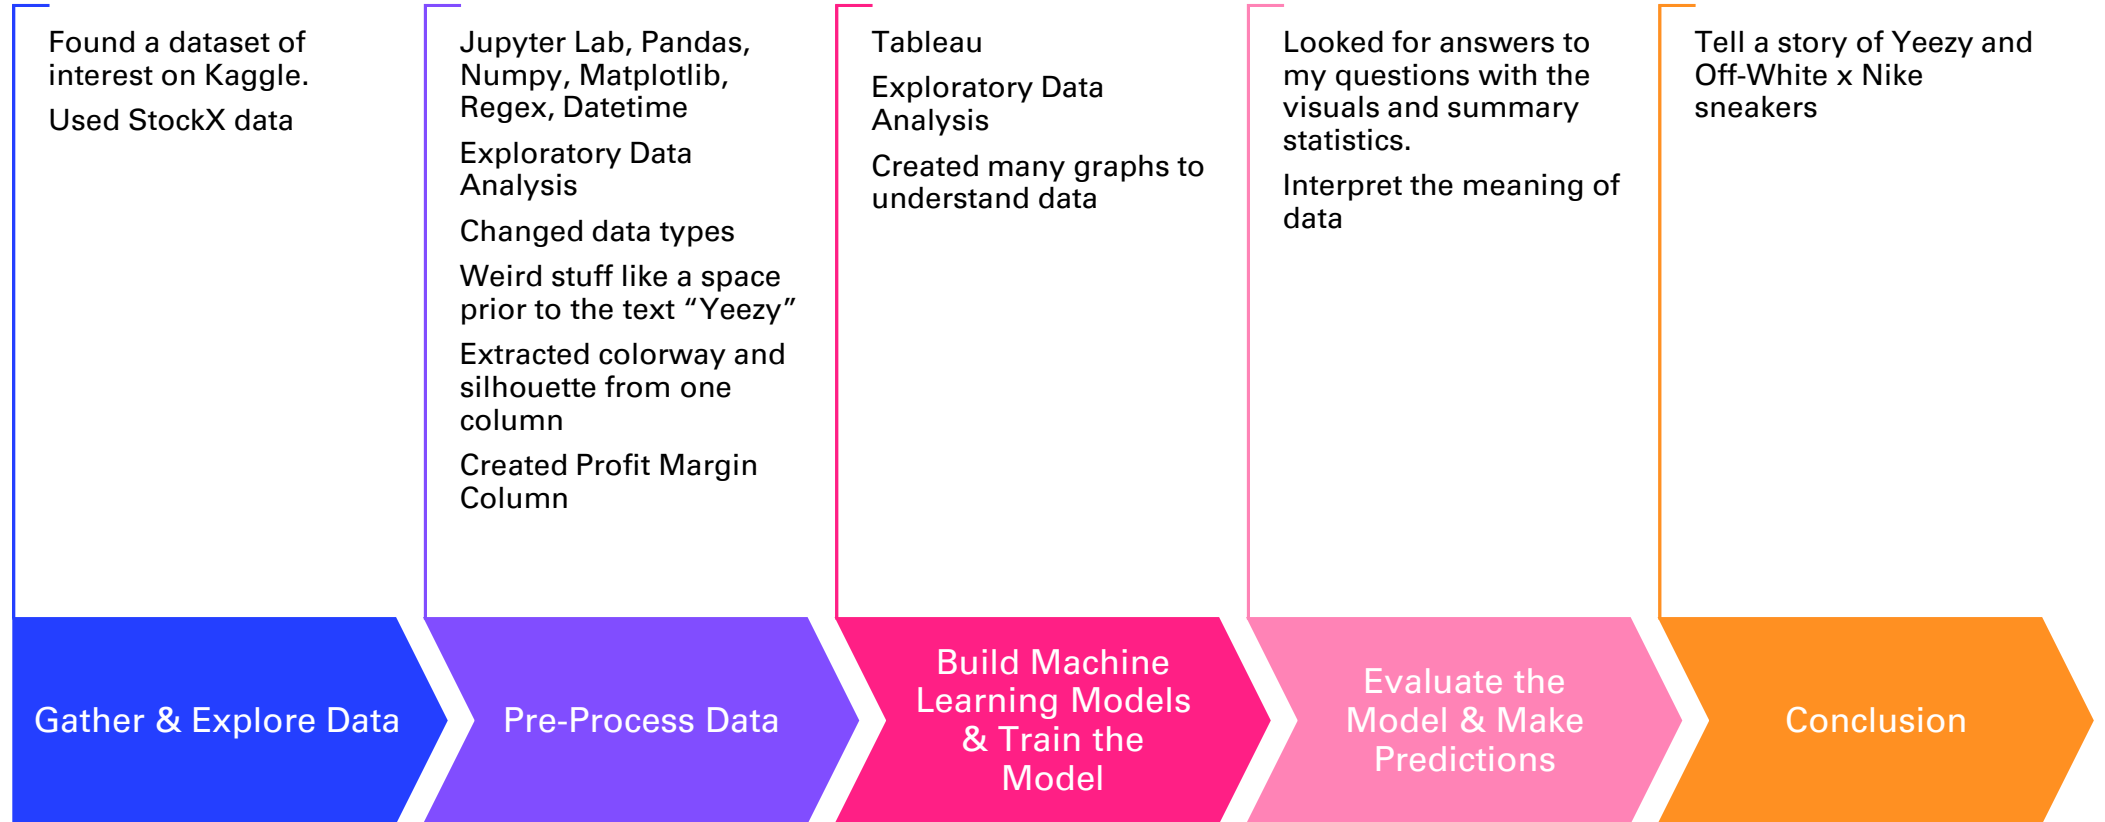 Found a dataset of
interest on Kaggle.
Used StockX data
Jupyter Lab, Pandas,
Numpy, Matplotlib,
Regex, Datetime
Exploratory Data
Analysis
Changed data types
Weird stuff like a space
prior to the text “Yeezy”
Extracted colorway and
silhouette from one
column
Created Profit Margin
Column
Tableau
Exploratory Data
Analysis
Created many graphs to
understand data
Looked for answers to
my questions with the
visuals and summary
statistics.
Interpret the meaning of
data
Tell a story of Yeezy and
Off-White x Nike
sneakers
Gather & Explore Data
Pre-Process Data
Build Machine
Learning Models
& Train the
Model
Evaluate the
Model & Make
Predictions
Conclusion